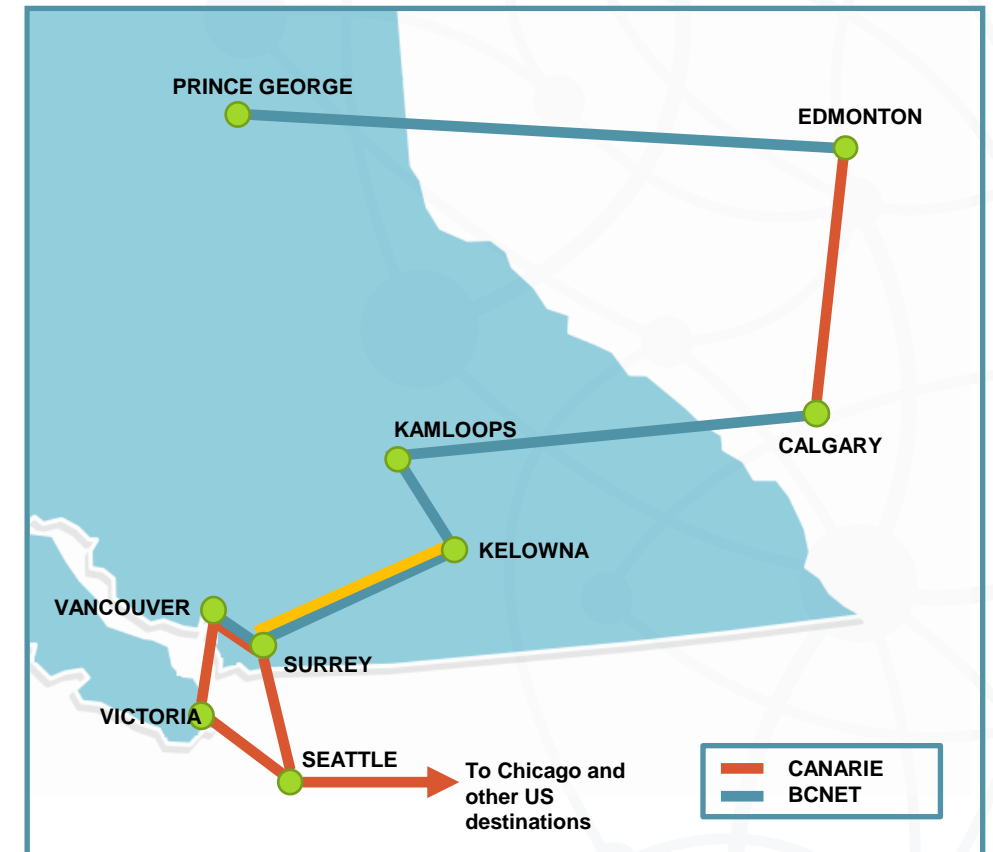 PRINCE GEORGE
EDMONTON
KAMLOOPS
CALGARY
KELOWNA
VANCOUVER
SURREY
VICTORIA
SEATTLE
To Chicago and
other US
destinations
CANARIE
BCNET